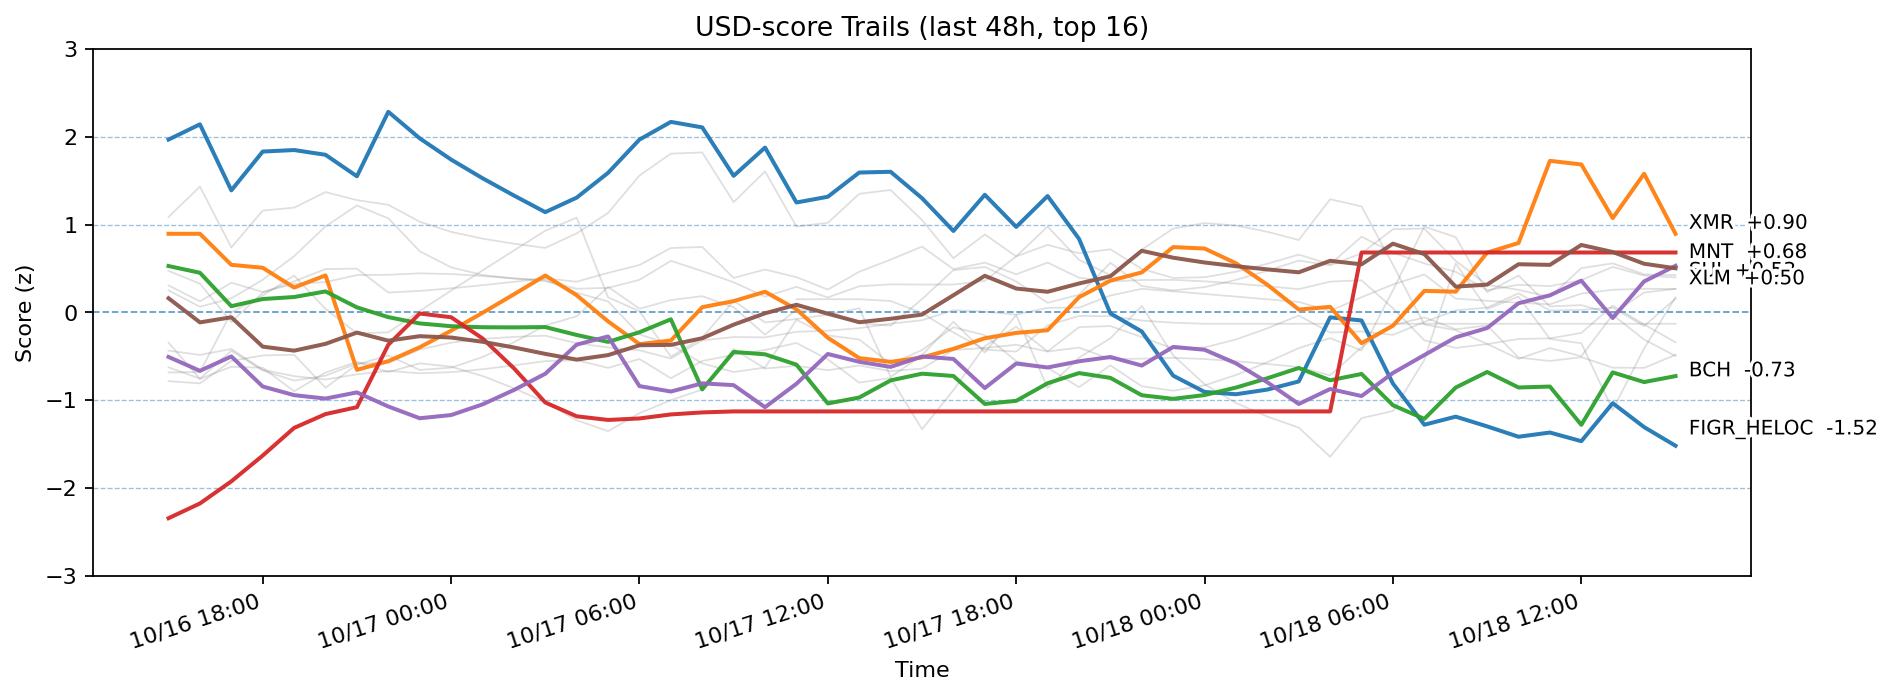 USD-score Trails (last 48h, top 16)
Score (z)
3
2
1
0
−1
−2
−3
XMR +0.90
MNT +0.68
XLM +0.50
BCH -0.73
FIGR_HELOC -1.52
10/16 18:00
10/17 00:00
10/17 06:00
10/17 12:00
10/17 18:00
10/18 00:00
10/18 06:00
10/18 12:00
Time